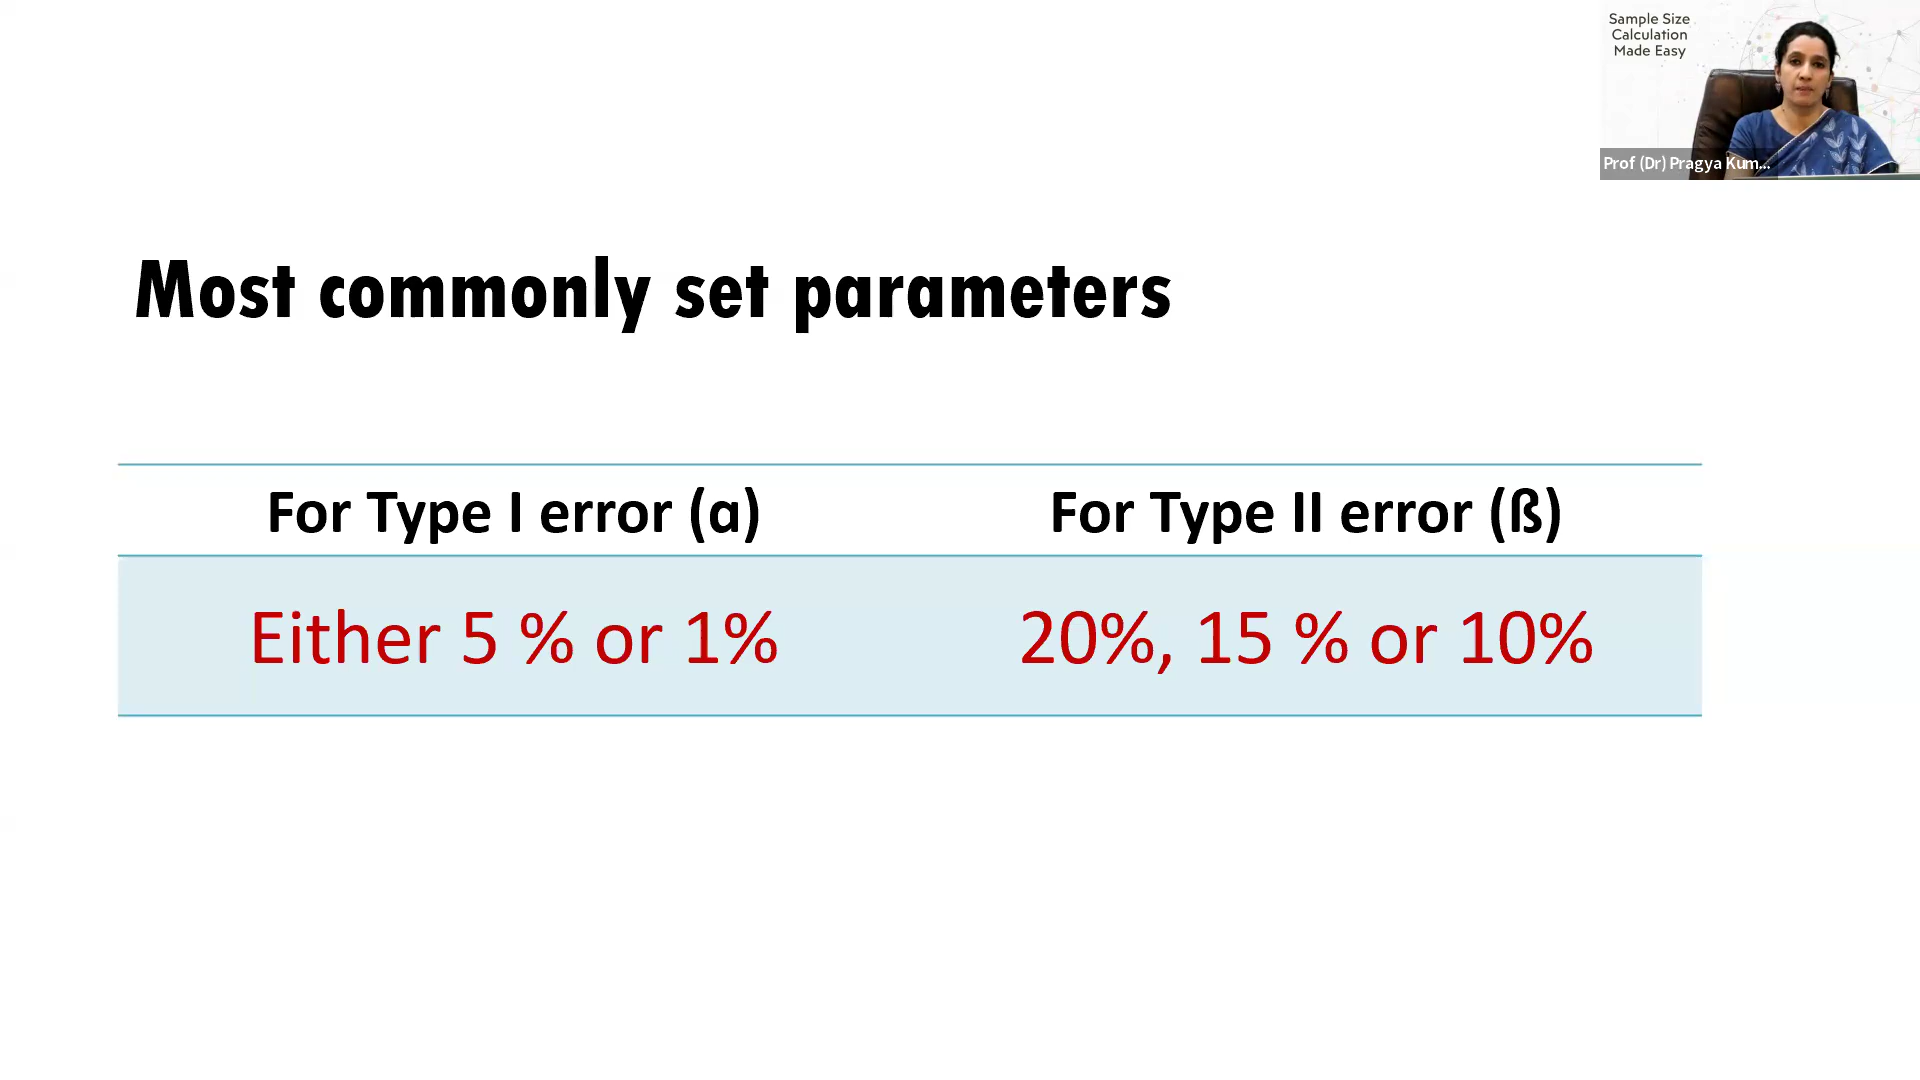 Sample Size
Calculation
Made Easy
Prof (Dr) Pragya Kum...
Most commonly set parameters
For Type I error (α) For Type II error (ß)
Either 5 % or 1% 20%, 15 % or 10%